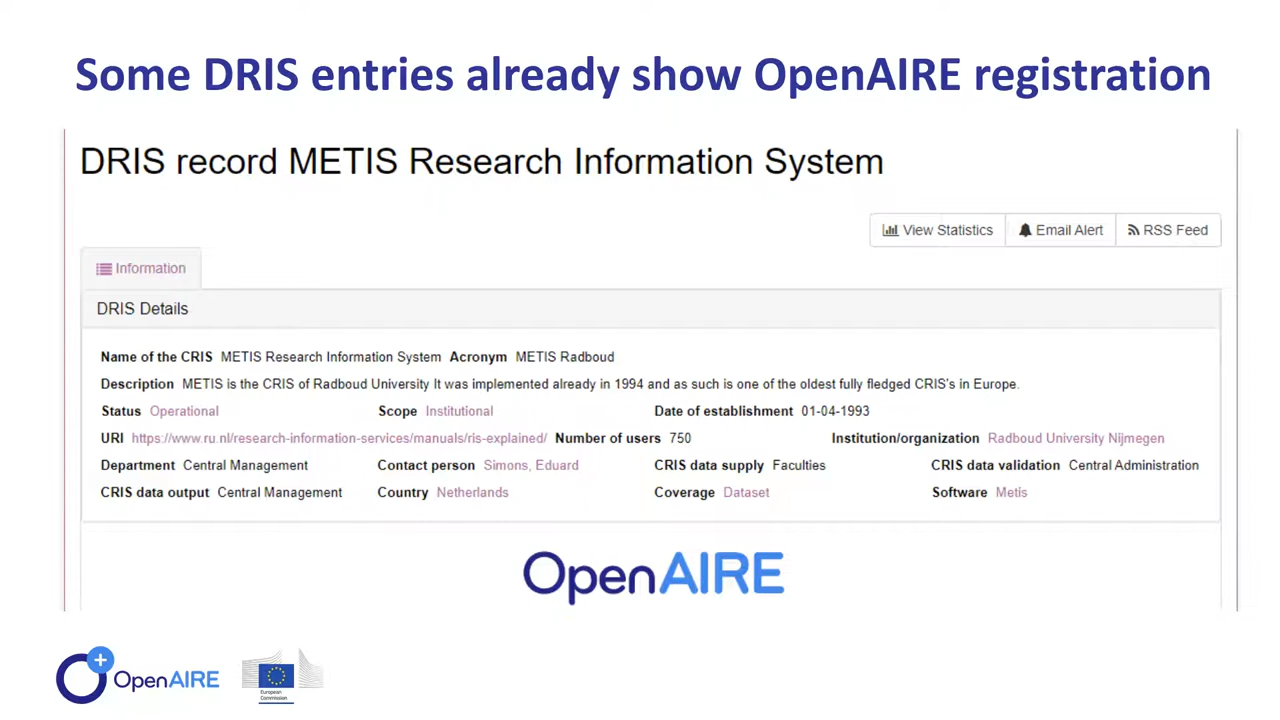 Some DRIS entries already show OpenAIRE registration
DRIS record METIS Research Information System
View Statistics Email Alert RSS Feed
Information
DRIS Details
Name of the CRIS METIS Research Information System Acronym METIS Radboud
Description METIS is the CRIS of Radboud University It was implemented already in 1994 and as such is one of the oldest fully fledged CRIS's in Europe.
Status Operational Scope Institutional Date of establishment 01-04-1993
URI https://www.ru.nl/research-information-services/manuals/ris-explained/ Number of users 750 Institution/organization Radboud University Nijmegen
Department Central Management Contact person Simons, Eduard CRIS data supply Faculties CRIS data validation Central Administration
CRIS data output Central Management Country Netherlands Coverage Dataset Software Metis
OpenAIRE
OpenAIRE
European
Commission